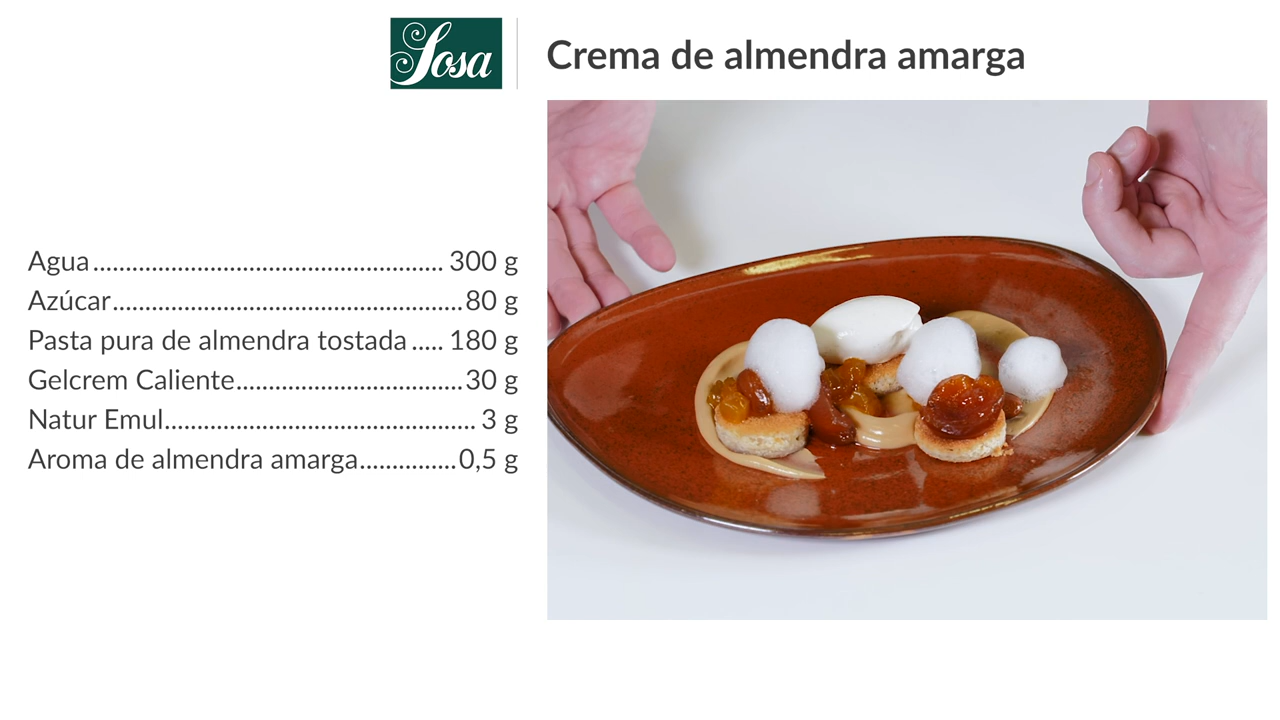 Sosa
Crema de almendra amarga
Agua................................................... 300 g
Azúcar...................................................80 g
Pasta pura de almendra tostada ..... 180 g
Gelcrem Caliente.................................30 g
Natur Emul............................................. 3 g
Aroma de almendra amarga...............0,5 g